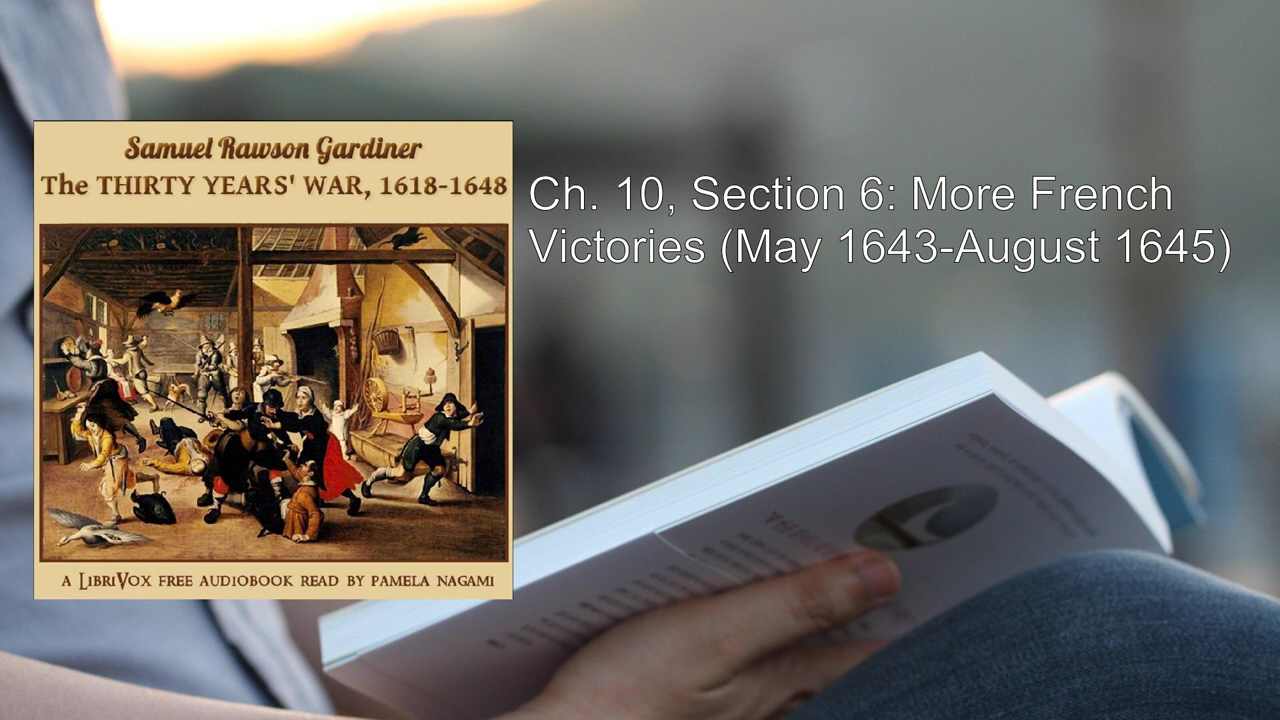 Samuel Rawson Gardiner
The THIRTY YEARS' WAR, 1618-1648
Ch. 10, Section 6: More French
Victories (May 1643-August 1645)
A LIBRIVOX FREE AUDIOBOOK READ BY PAMELA NAGAMI